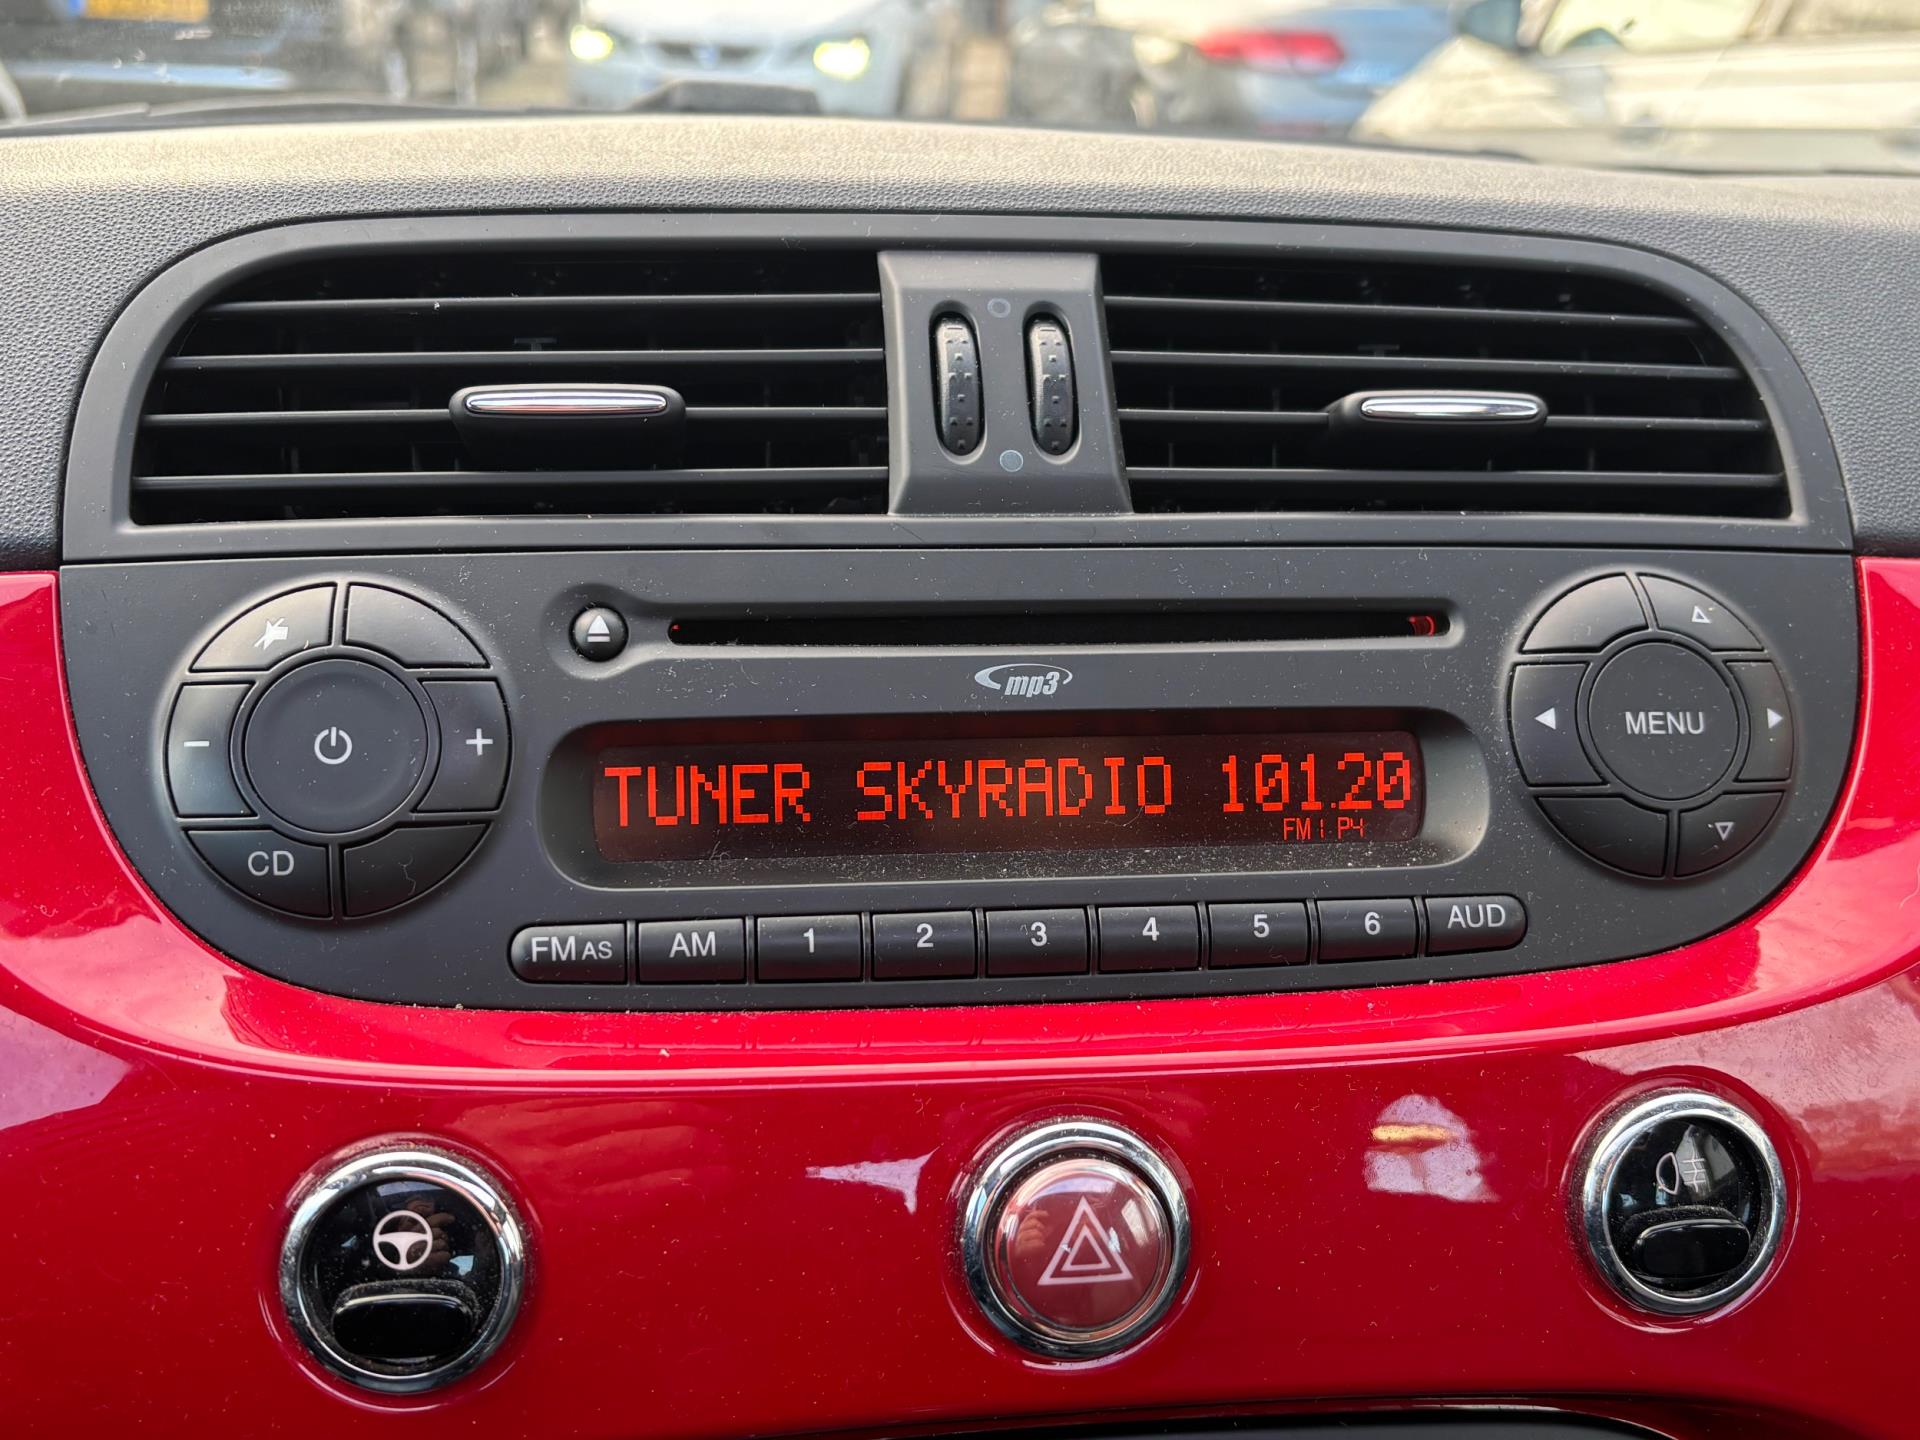 mp3
MENU
TUNER SKYRADIO 101.20
FM1 P4
CD
FM AS AM 1 2 3 4 5 6 AUD